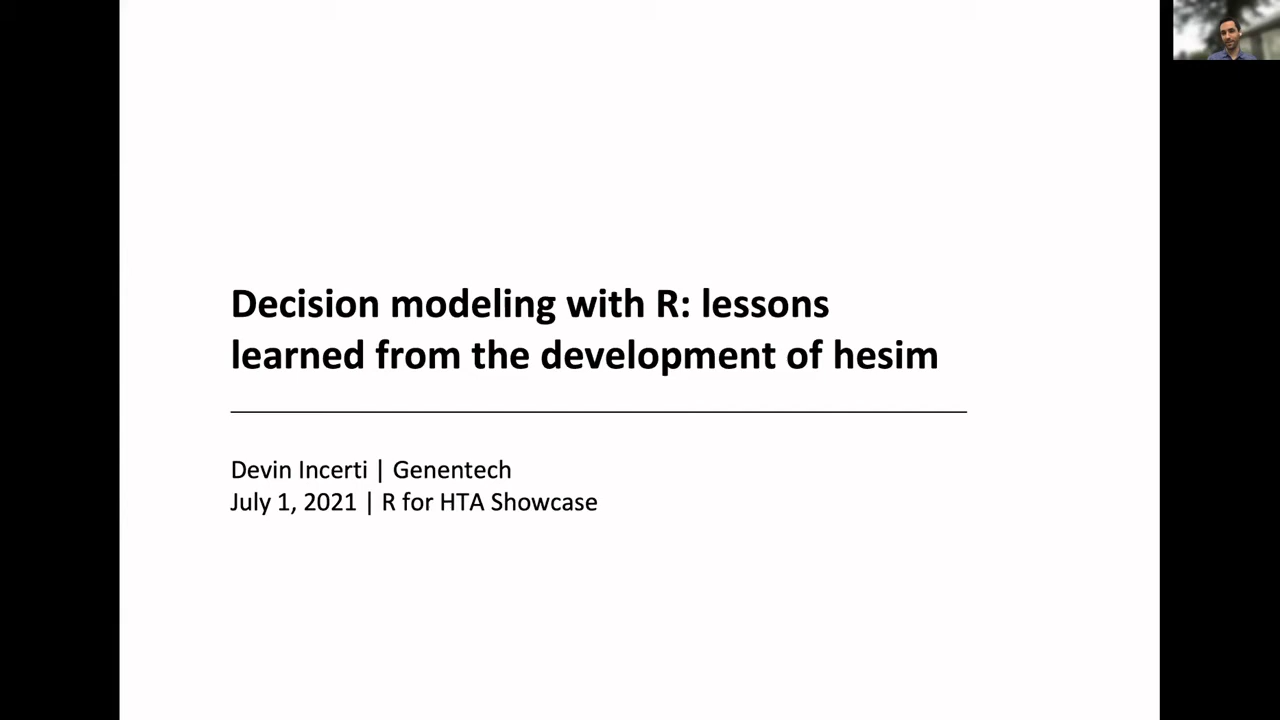 Decision modeling with R: lessons
learned from the development of hesim
Devin Incerti | Genentech
July 1, 2021 | R for HTA Showcase